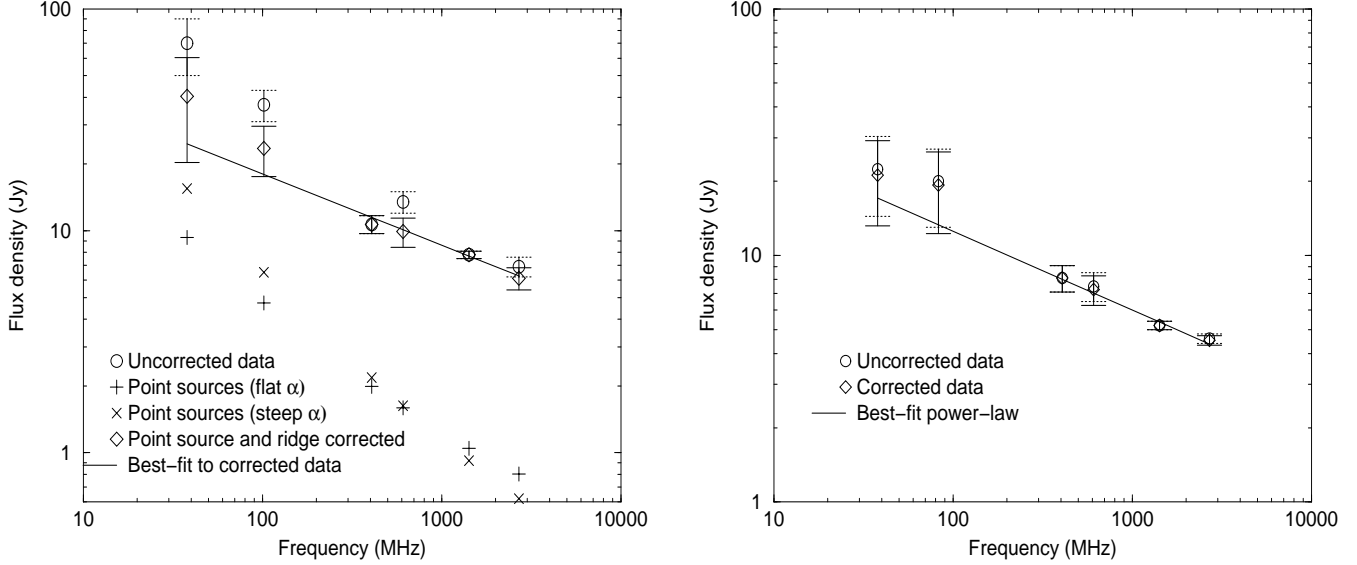 100
10
1
Flux density (Jy)
Uncorrected data
Point sources (flat α)
Point sources (steep α)
Point source and ridge corrected
Best−fit to corrected data
10 100 1000 10000
Frequency (MHz)
100
10
1
Flux density (Jy)
Uncorrected data
Corrected data
Best−fit power−law
10 100 1000 10000
Frequency (MHz)